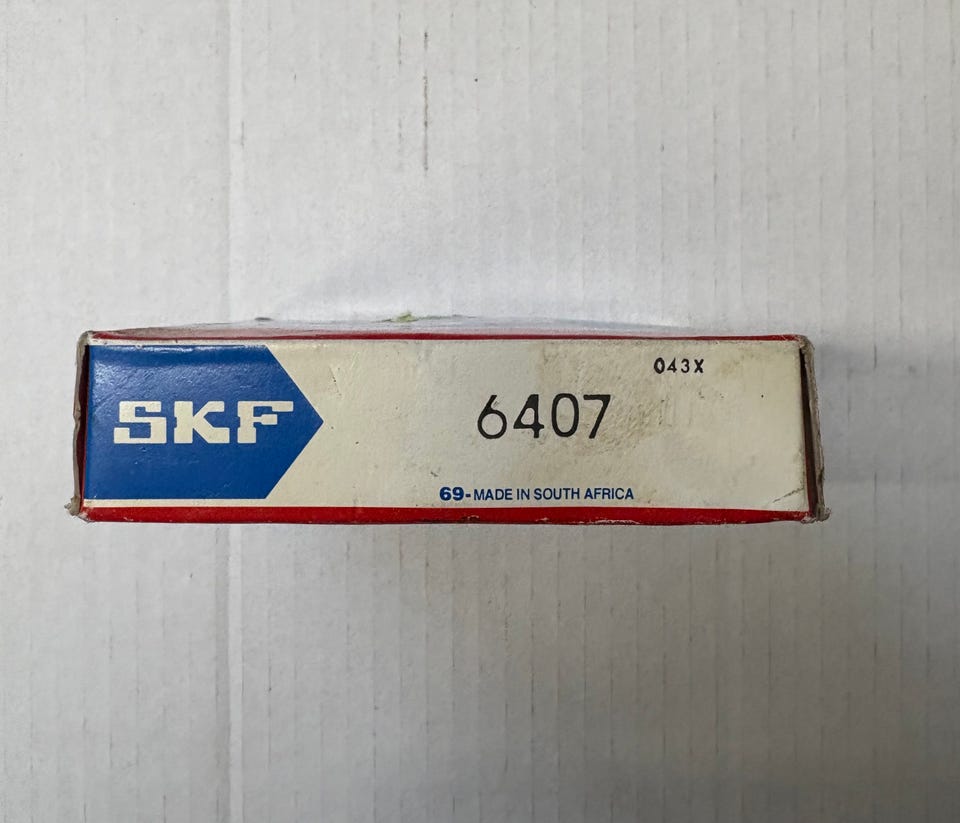 043X
SKF
6407
69-MADE IN SOUTH AFRICA